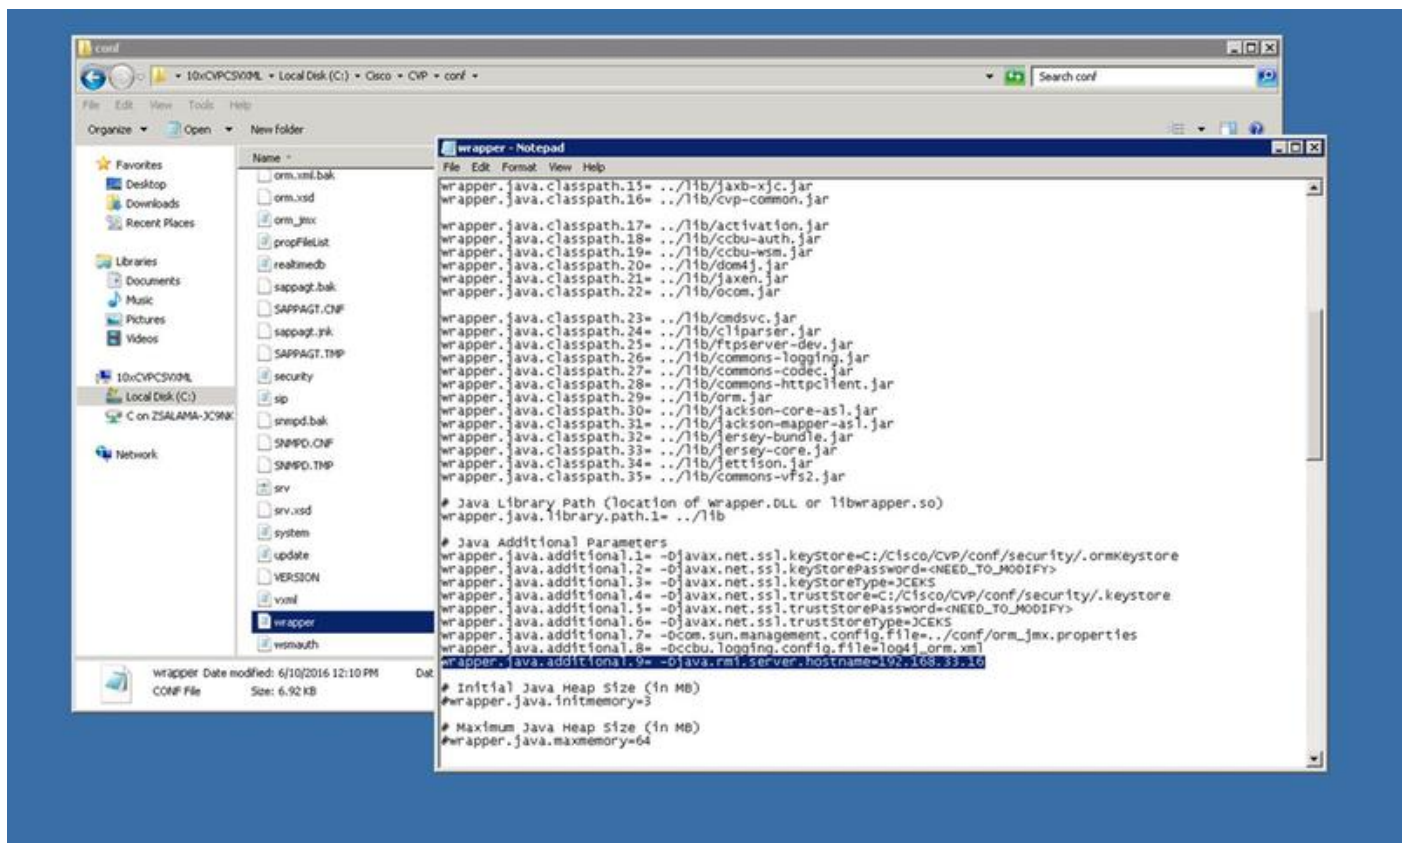 conf
10xCVPCSVXML Local Disk (C:) Cisco CVP conf
Search conf
File Edit View Tools Help
Organize Open New folder
Favorites
Desktop
Downloads
Recent Places
Libraries
Documents
Music
Pictures
Videos
10xCVPCSVXML
Local Disk (C:)
C on ZSALAMA-JC9NK
Network
Name
orm.xml.bak
orm.xsd
orm_jmx
propFileList
realtimedb
sappagt.bak
SAPPAGT.CNF
sappagt.jnk
SAPPAGT.TMP
security
sip
snmpd.bak
SNMPD.CNF
SNMPD.TMP
srv
srv.xsd
system
update
VERSION
vxml
wrapper
wsmauth
wrapper Date modified: 6/10/2016 12:10 PM Dat
CONF File Size: 6.92 KB
wrapper - Notepad
File Edit Format View Help
wrapper.java.classpath.15= ../lib/jaxb-xjc.jar
wrapper.java.classpath.16= ../lib/cvp-common.jar
wrapper.java.classpath.17= ../lib/activation.jar
wrapper.java.classpath.18= ../lib/ccbu-auth.jar
wrapper.java.classpath.19= ../lib/ccbu-wsm.jar
wrapper.java.classpath.20= ../lib/dom4j.jar
wrapper.java.classpath.21= ../lib/jaxen.jar
wrapper.java.classpath.22= ../lib/ocom.jar
wrapper.java.classpath.23= ../lib/cmdsvc.jar
wrapper.java.classpath.24= ../lib/cliparser.jar
wrapper.java.classpath.25= ../lib/ftpserver-dev.jar
wrapper.java.classpath.26= ../lib/commons-logging.jar
wrapper.java.classpath.27= ../lib/commons-codec.jar
wrapper.java.classpath.28= ../lib/commons-httpclient.jar
wrapper.java.classpath.29= ../lib/orm.jar
wrapper.java.classpath.30= ../lib/jackson-core-asl.jar
wrapper.java.classpath.31= ../lib/jackson-mapper-asl.jar
wrapper.java.classpath.32= ../lib/jersey-bundle.jar
wrapper.java.classpath.33= ../lib/jersey-core.jar
wrapper.java.classpath.34= ../lib/jettison.jar
wrapper.java.classpath.35= ../lib/commons-vfs2.jar
# Java Library Path (location of Wrapper.DLL or libwrapper.so)
wrapper.java.library.path.1= ../lib
# Java Additional Parameters
wrapper.java.additional.1= -Djavax.net.ssl.keyStore=C:/Cisco/CVP/conf/security/.ormKeystore
wrapper.java.additional.2= -Djavax.net.ssl.keyStorePassword=<NEED_TO_MODIFY>
wrapper.java.additional.3= -Djavax.net.ssl.keyStoreType=JCEKS
wrapper.java.additional.4= -Djavax.net.ssl.trustStore=C:/Cisco/CVP/conf/security/.keystore
wrapper.java.additional.5= -Djavax.net.ssl.trustStorePassword=<NEED_TO_MODIFY>
wrapper.java.additional.6= -Djavax.net.ssl.trustStoreType=JCEKS
wrapper.java.additional.7= -Dcom.sun.management.config.file=../conf/orm_jmx.properties
wrapper.java.additional.8= -Dccbu.logging.config.file=log4j_orm.xml
wrapper.java.additional.9= -Djava.rmi.server.hostname=192.168.33.16
# Initial Java Heap Size (in MB)
#wrapper.java.initmemory=3
# Maximum Java Heap Size (in MB)
#wrapper.java.maxmemory=64